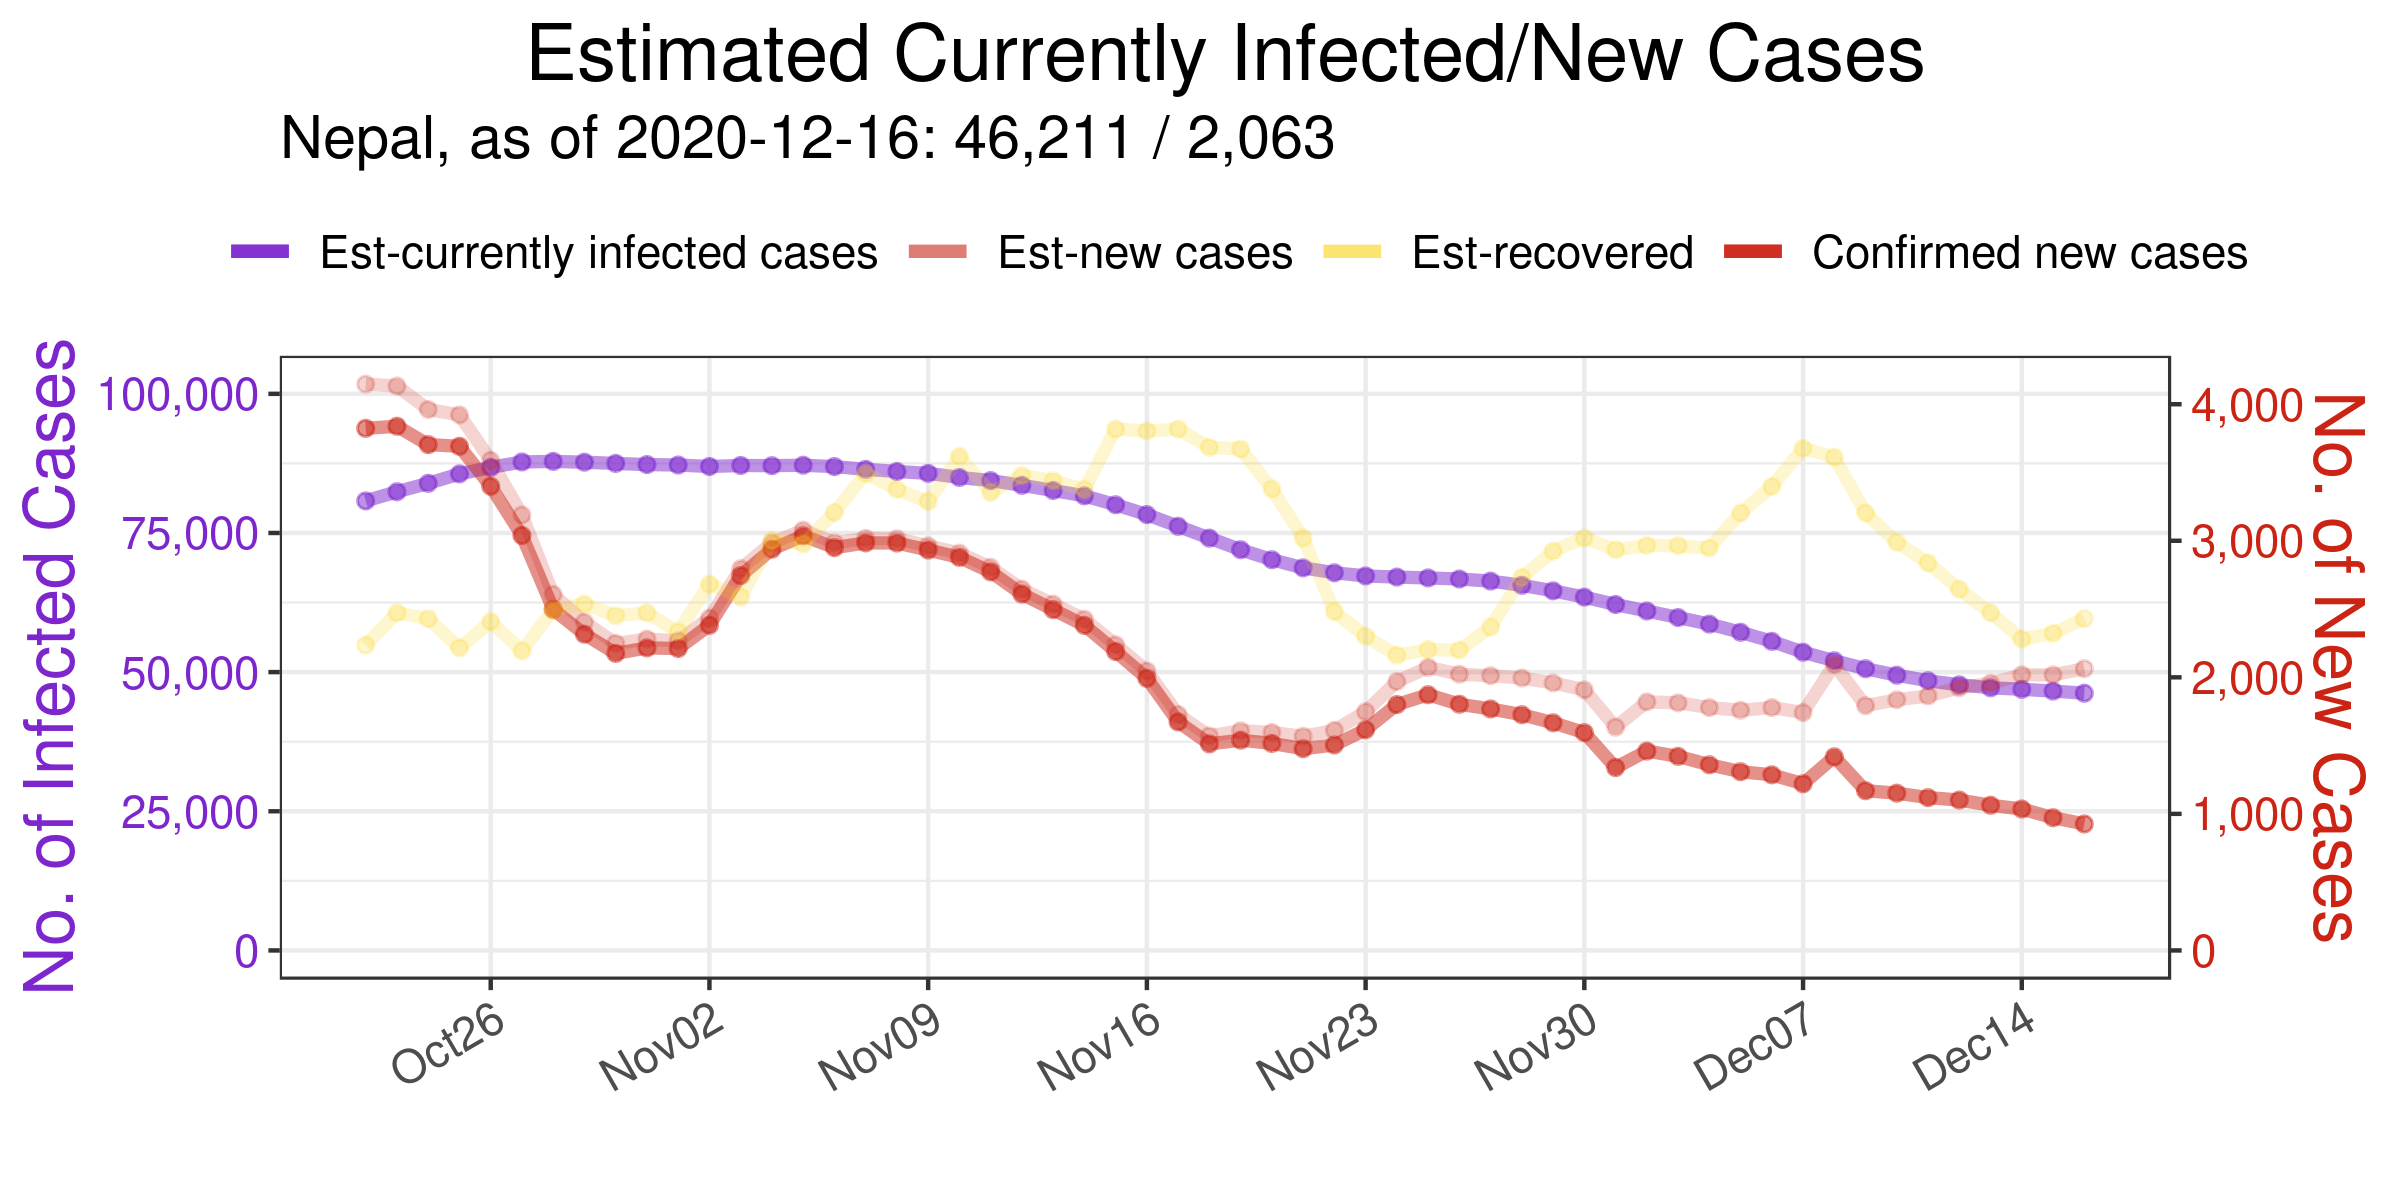 Estimated Currently Infected/New Cases
Nepal, as of 2020-12-16: 46,211 / 2,063
Est-currently infected cases Est-new cases Est-recovered Confirmed new cases
No. of Infected Cases
100,000
75,000
50,000
25,000
0
4,000
3,000
2,000
1,000
0
No. of New Cases
Oct26 Nov02 Nov09 Nov16 Nov23 Nov30 Dec07 Dec14